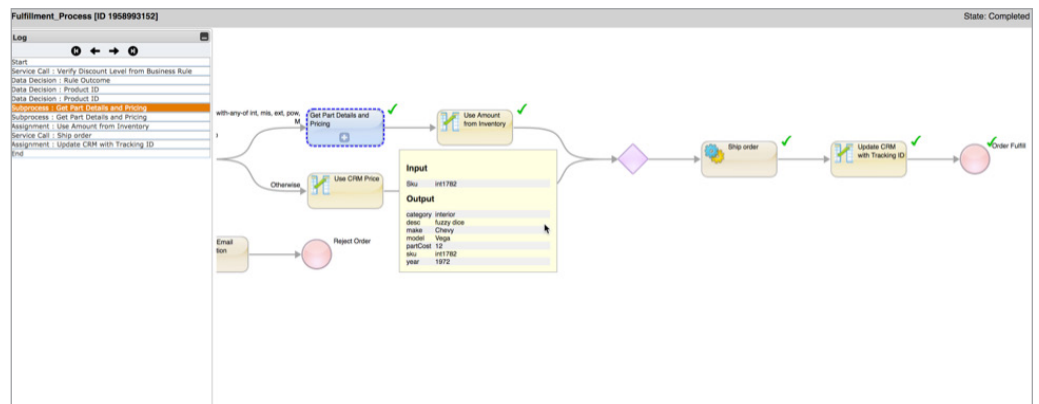 Fulfillment_Process [ID 1958993152]
State: Completed
Log
Start
Service Call : Verify Discount Level from Business Rule
Data Decision : Rule Outcome
Data Decision : Product ID
Data Decision : Product ID
Subprocess : Get Part Details and Pricing
Subprocess : Get Part Details and Pricing
Assignment : Use Amount from Inventory
Service Call : Ship order
Assignment : Update CRM with Tracking ID
End
with-any-of int, mis, ext, pow,
M
Get Part Details and
Pricing
Use Amount
from Inventory
Otherwise
Use CRM Price
Ship order
Update CRM
with Tracking ID
Order Fulfill
Email
tion
Reject Order
Input
Sku int1782
Output
category interior
desc fuzzy dice
make Chevy
model Vega
partCost 12
sku int1782
year 1972